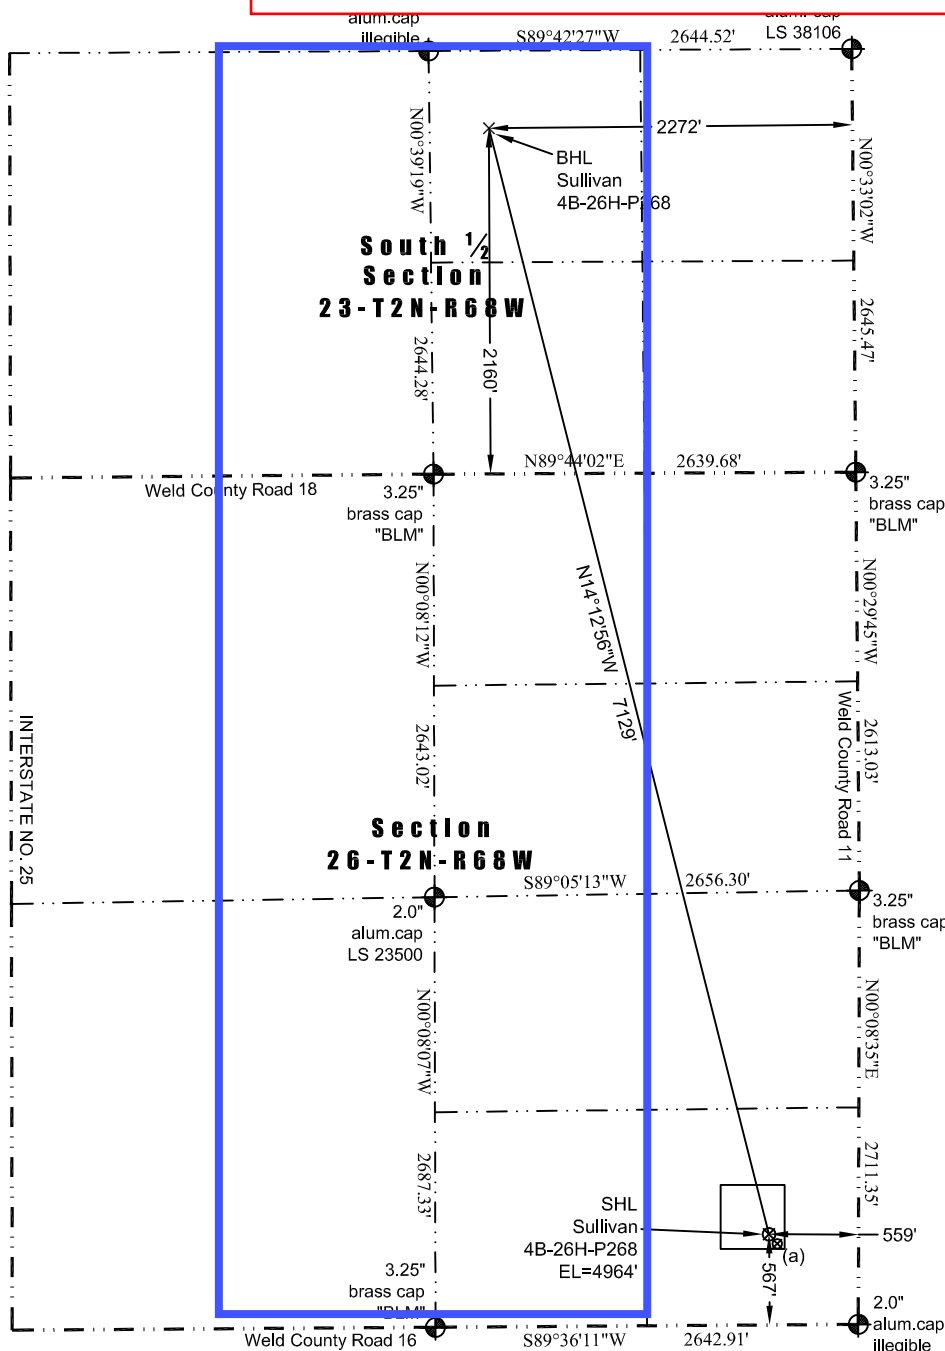 alum.cap
illegible
S89°42'27"W 2644.52'
alum. cap
LS 38106
2272'
BHL
Sullivan
4B-26H-P268
N00°39'19"W
N00°33'02"W
South 1/2
Section
23-T2N-R68W
2644.28'
2160'
2645.47'
N89°44'02"E 2639.68'
Weld County Road 18
3.25"
brass cap
"BLM"
3.25"
brass cap
"BLM"
N00°08'12"W
N14°12'56"W
7129'
N00°29'45"W
INTERSTATE NO. 25
2643.02'
Weld County Road 11
2613.03'
Section
26-T2N-R68W
S89°05'13"W 2656.30'
2.0"
alum.cap
LS 23500
3.25"
brass cap
"BLM"
N00°08'07"W
N00°08'35"E
2687.33'
2711.35'
SHL
Sullivan
4B-26H-P268
EL=4964'
(a)
559'
567'
3.25"
brass cap
"BLM"
2.0"
alum.cap
illegible
Weld County Road 16
S89°36'11"W 2642.91'